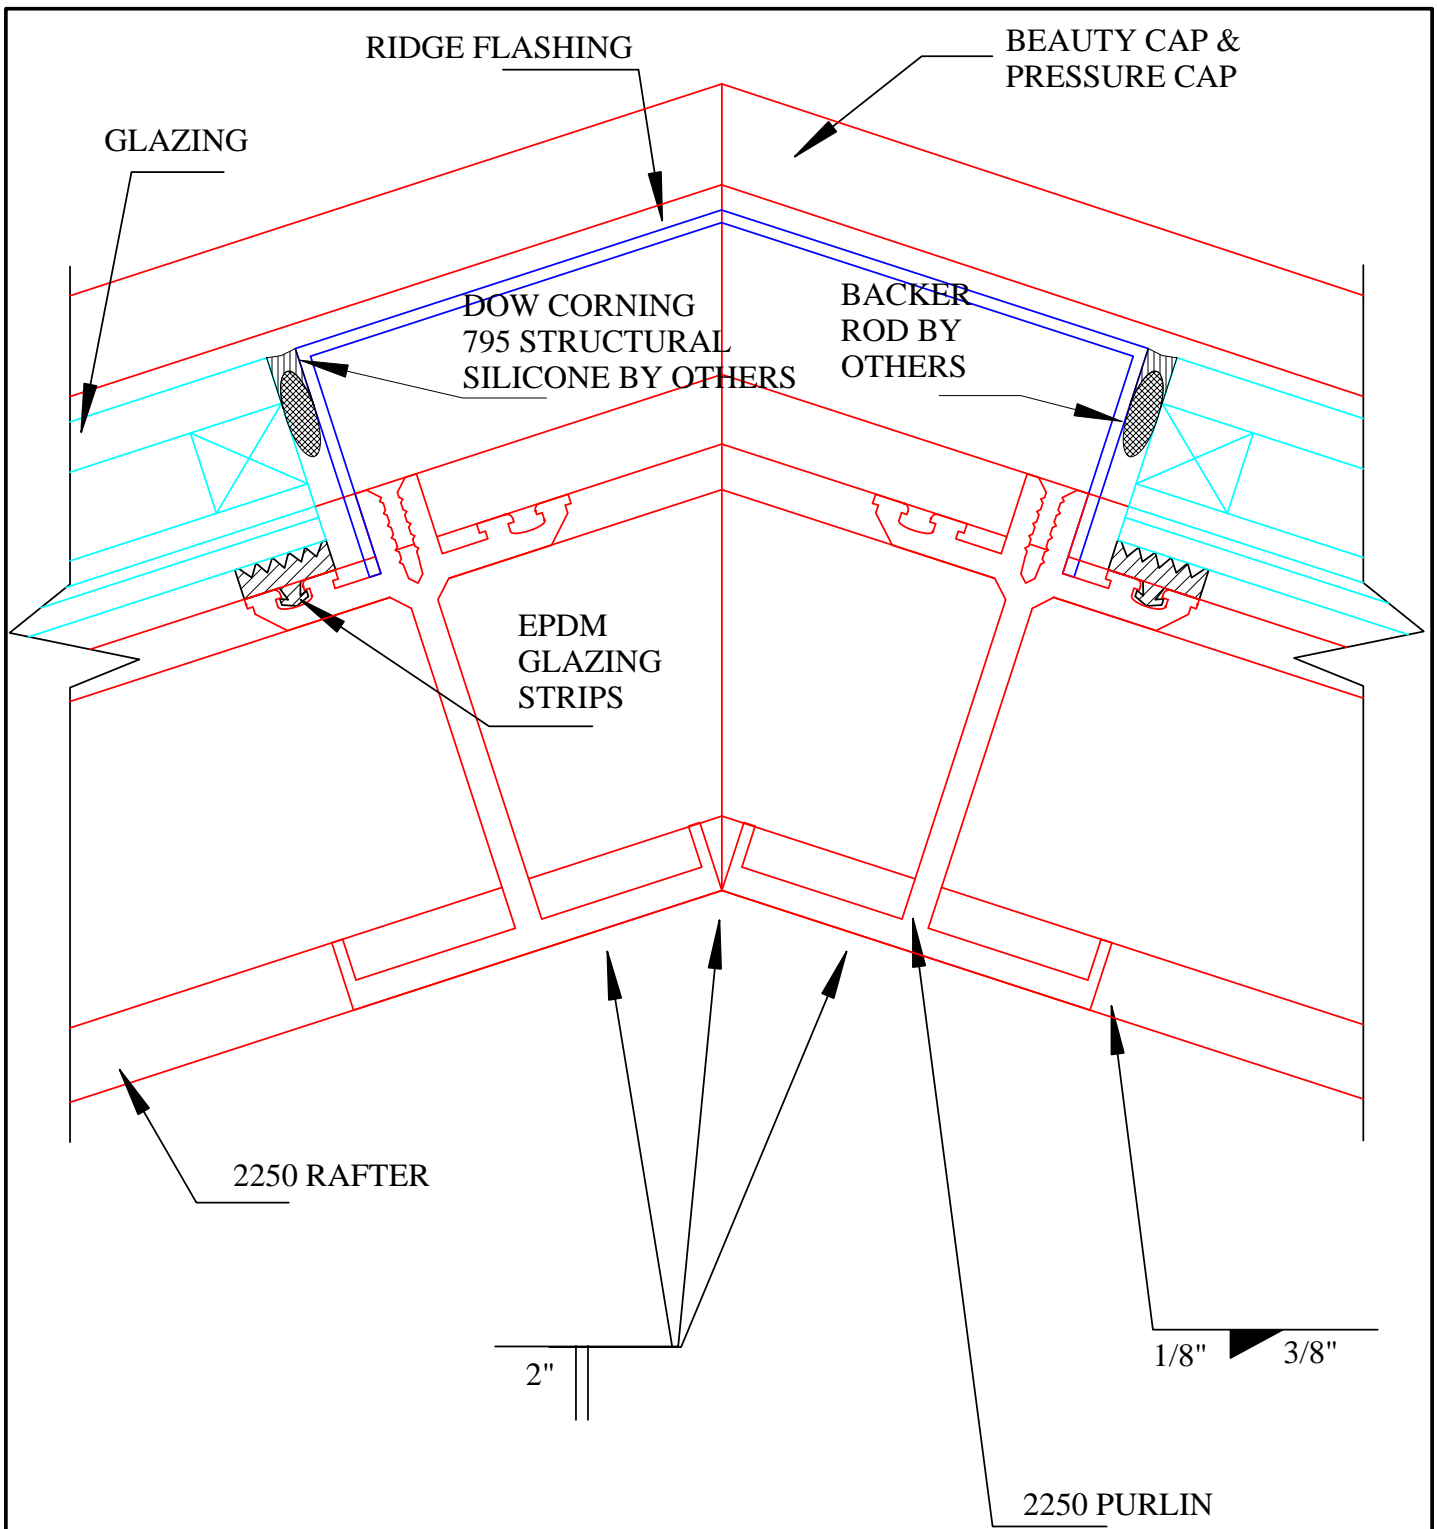 RIDGE FLASHING
BEAUTY CAP &
PRESSURE CAP
GLAZING
DOW CORNING
795 STRUCTURAL
SILICONE BY OTHERS
BACKER
ROD BY
OTHERS
EPDM
GLAZING
STRIPS
2250 RAFTER
2"
1/8" 3/8"
2250 PURLIN